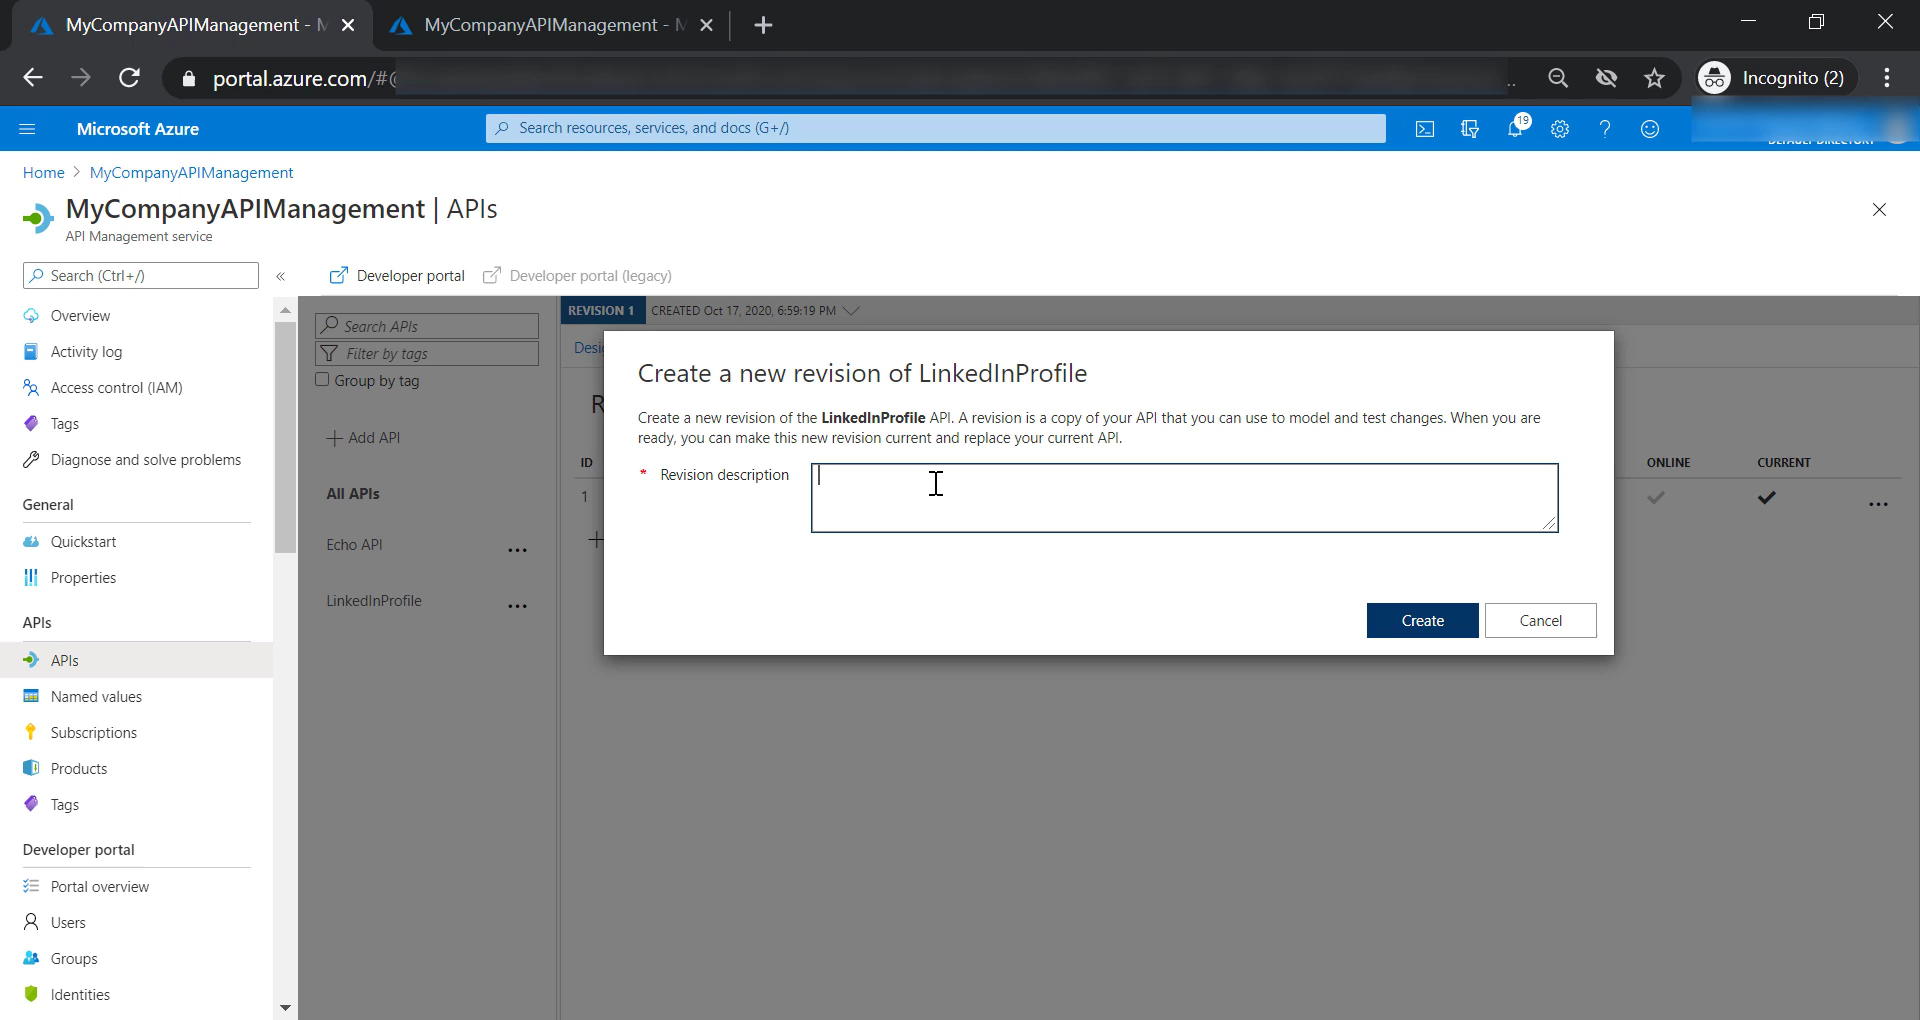 MyCompanyAPIManagement -
MyCompanyAPIManagement -
portal.azure.com/#@
Incognito (2)
Microsoft Azure
Search resources, services, and docs (G+/)
19
DEFAULT DIRECTORY
Home > MyCompanyAPIManagement
MyCompanyAPIManagement | APIs
API Management service
Search (Ctrl+/)
«
Developer portal
Developer portal (legacy)
Overview
Activity log
Access control (IAM)
Tags
Diagnose and solve problems
General
Quickstart
Properties
APIs
APIs
Named values
Subscriptions
Products
Tags
Developer portal
Portal overview
Users
Groups
Identities
Search APIs
Filter by tags
Group by tag
Add API
All APIs
Echo API
LinkedInProfile
REVISION 1
CREATED Oct 17, 2020, 6:59:19 PM
ID
ONLINE
CURRENT
1
Create a new revision of LinkedInProfile
Create a new revision of the LinkedInProfile API. A revision is a copy of your API that you can use to model and test changes. When you are
ready, you can make this new revision current and replace your current API.
* Revision description
Create
Cancel